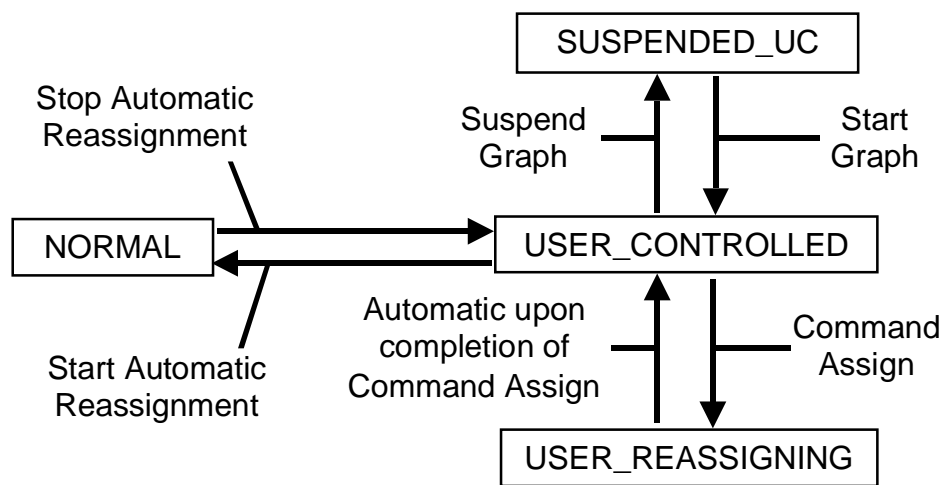 SUSPENDED_UC
Stop Automatic
Reassignment
Suspend
Graph
Start
Graph
NORMAL
USER_CONTROLLED
Start Automatic
Reassignment
Automatic upon
completion of
Command Assign
Command
Assign
USER_REASSIGNING